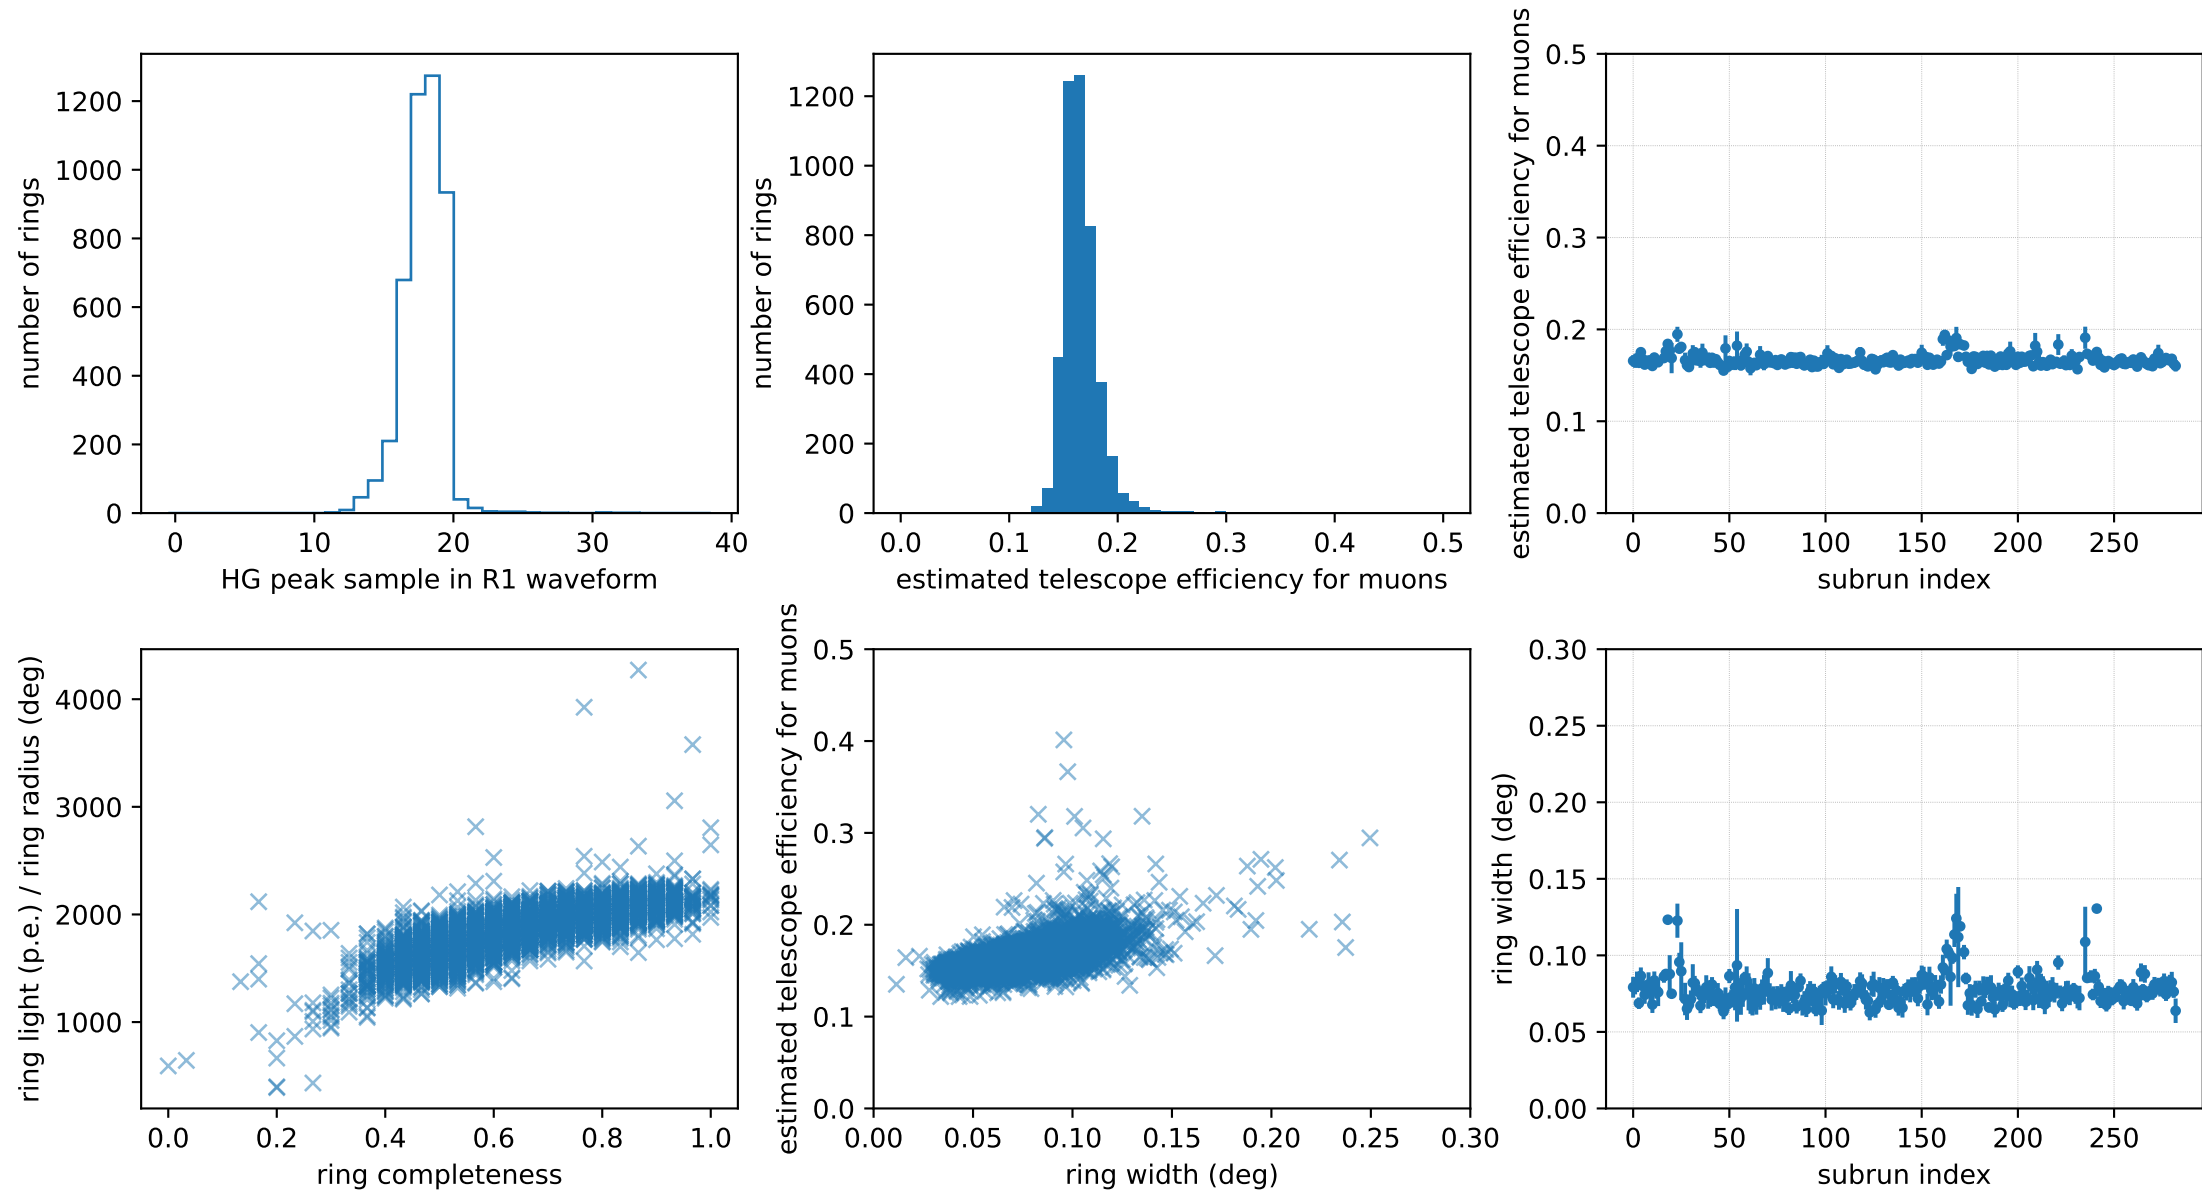 number of rings
1200
1000
800
600
400
200
0
0 10 20 30 40
HG peak sample in R1 waveform
number of rings
1200
1000
800
600
400
200
0
0.0 0.1 0.2 0.3 0.4 0.5
estimated telescope efficiency for muons
estimated telescope efficiency for muons
0.5
0.4
0.3
0.2
0.1
0.0
0 50 100 150 200 250
subrun index
ring light (p.e.) / ring radius (deg)
4000
3000
2000
1000
0.0 0.2 0.4 0.6 0.8 1.0
ring completeness
estimated telescope efficiency for muons
0.5
0.4
0.3
0.2
0.1
0.0
0.00 0.05 0.10 0.15 0.20 0.25 0.30
ring width (deg)
ring width (deg)
0.30
0.25
0.20
0.15
0.10
0.05
0.00
0 50 100 150 200 250
subrun index